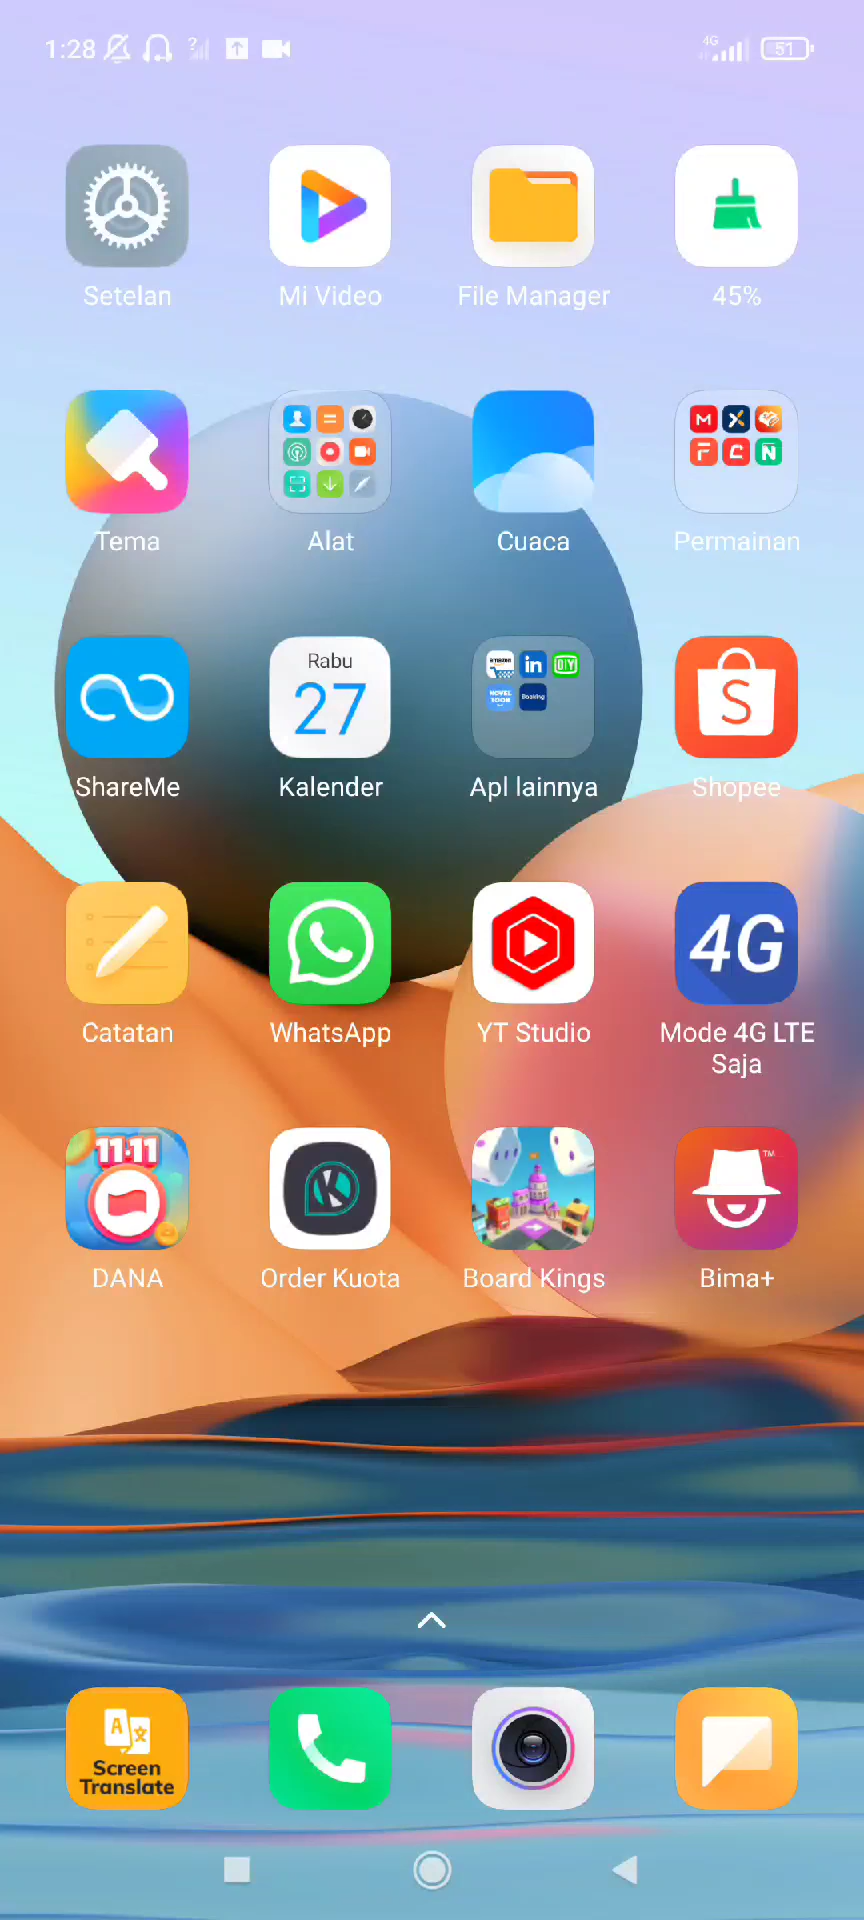 1:28
?
4G
51
Setelan
Mi Video
File Manager
45%
Tema
Alat
Cuaca
Permainan
Rabu
27
ShareMe
Kalender
Apl lainnya
Shopee
4G
Catatan
WhatsApp
YT Studio
Mode 4G LTE
Saja
11.11
DANA
Order Kuota
Board Kings
Bima+
Screen
Translate